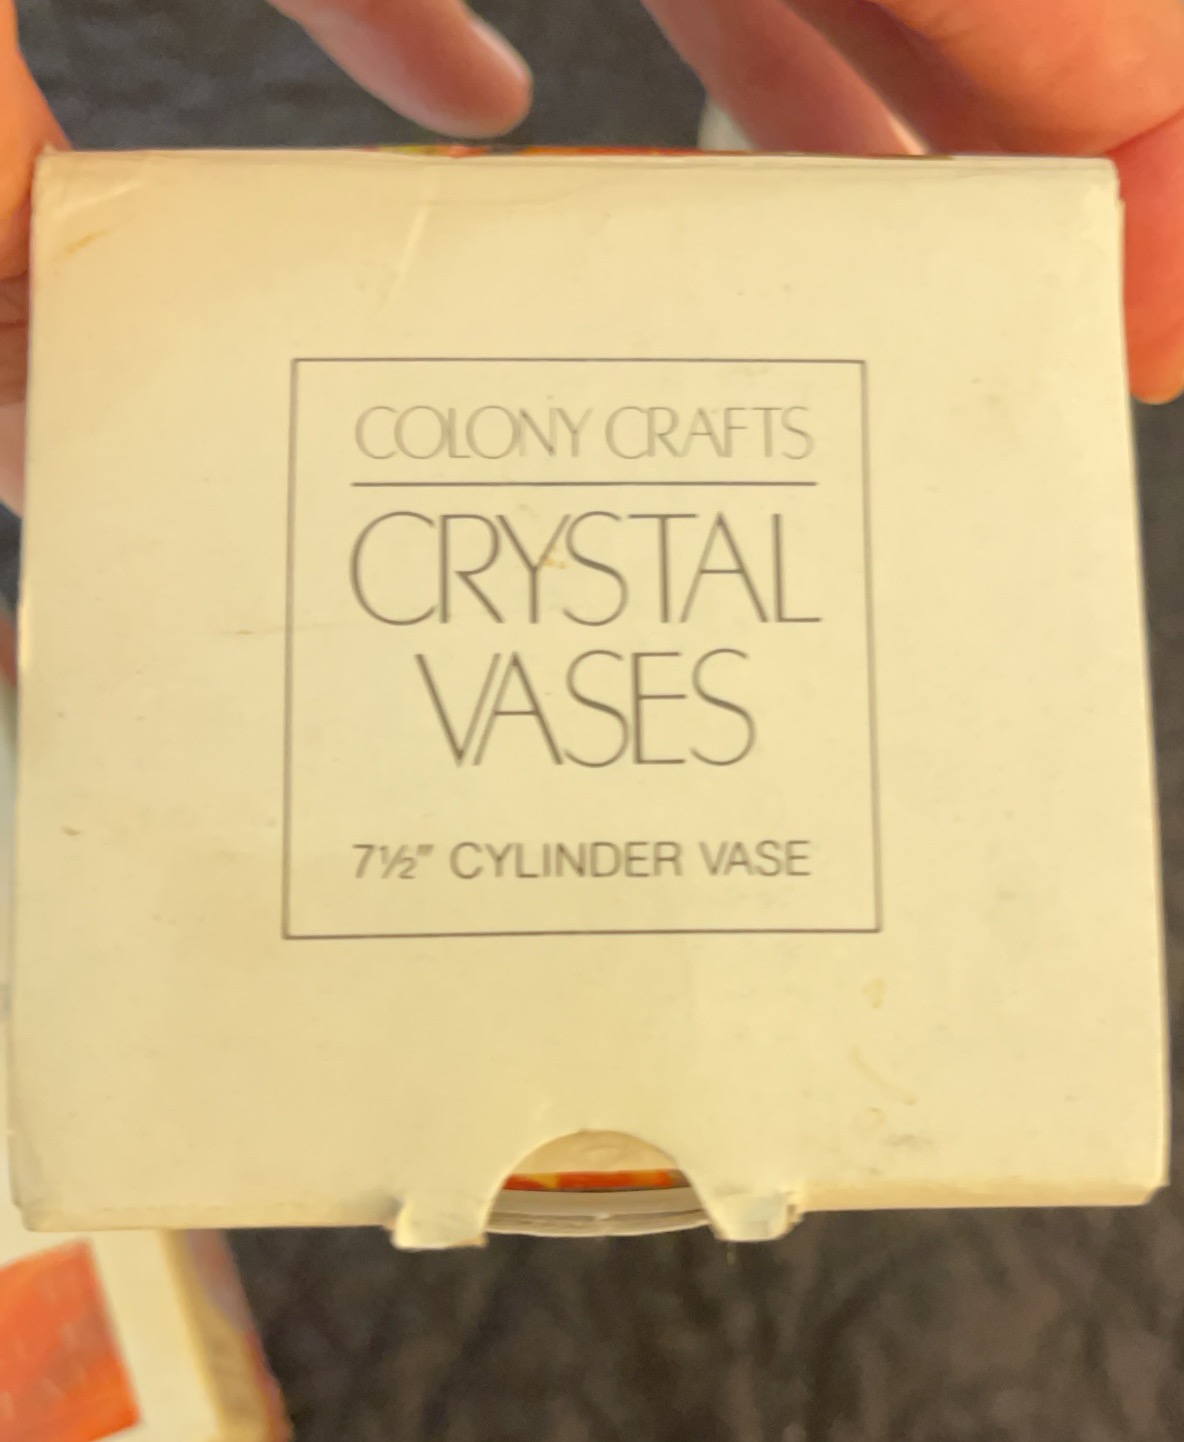 COLONY CRAFTS
CRYSTAL
VASES
7½" CYLINDER VASE